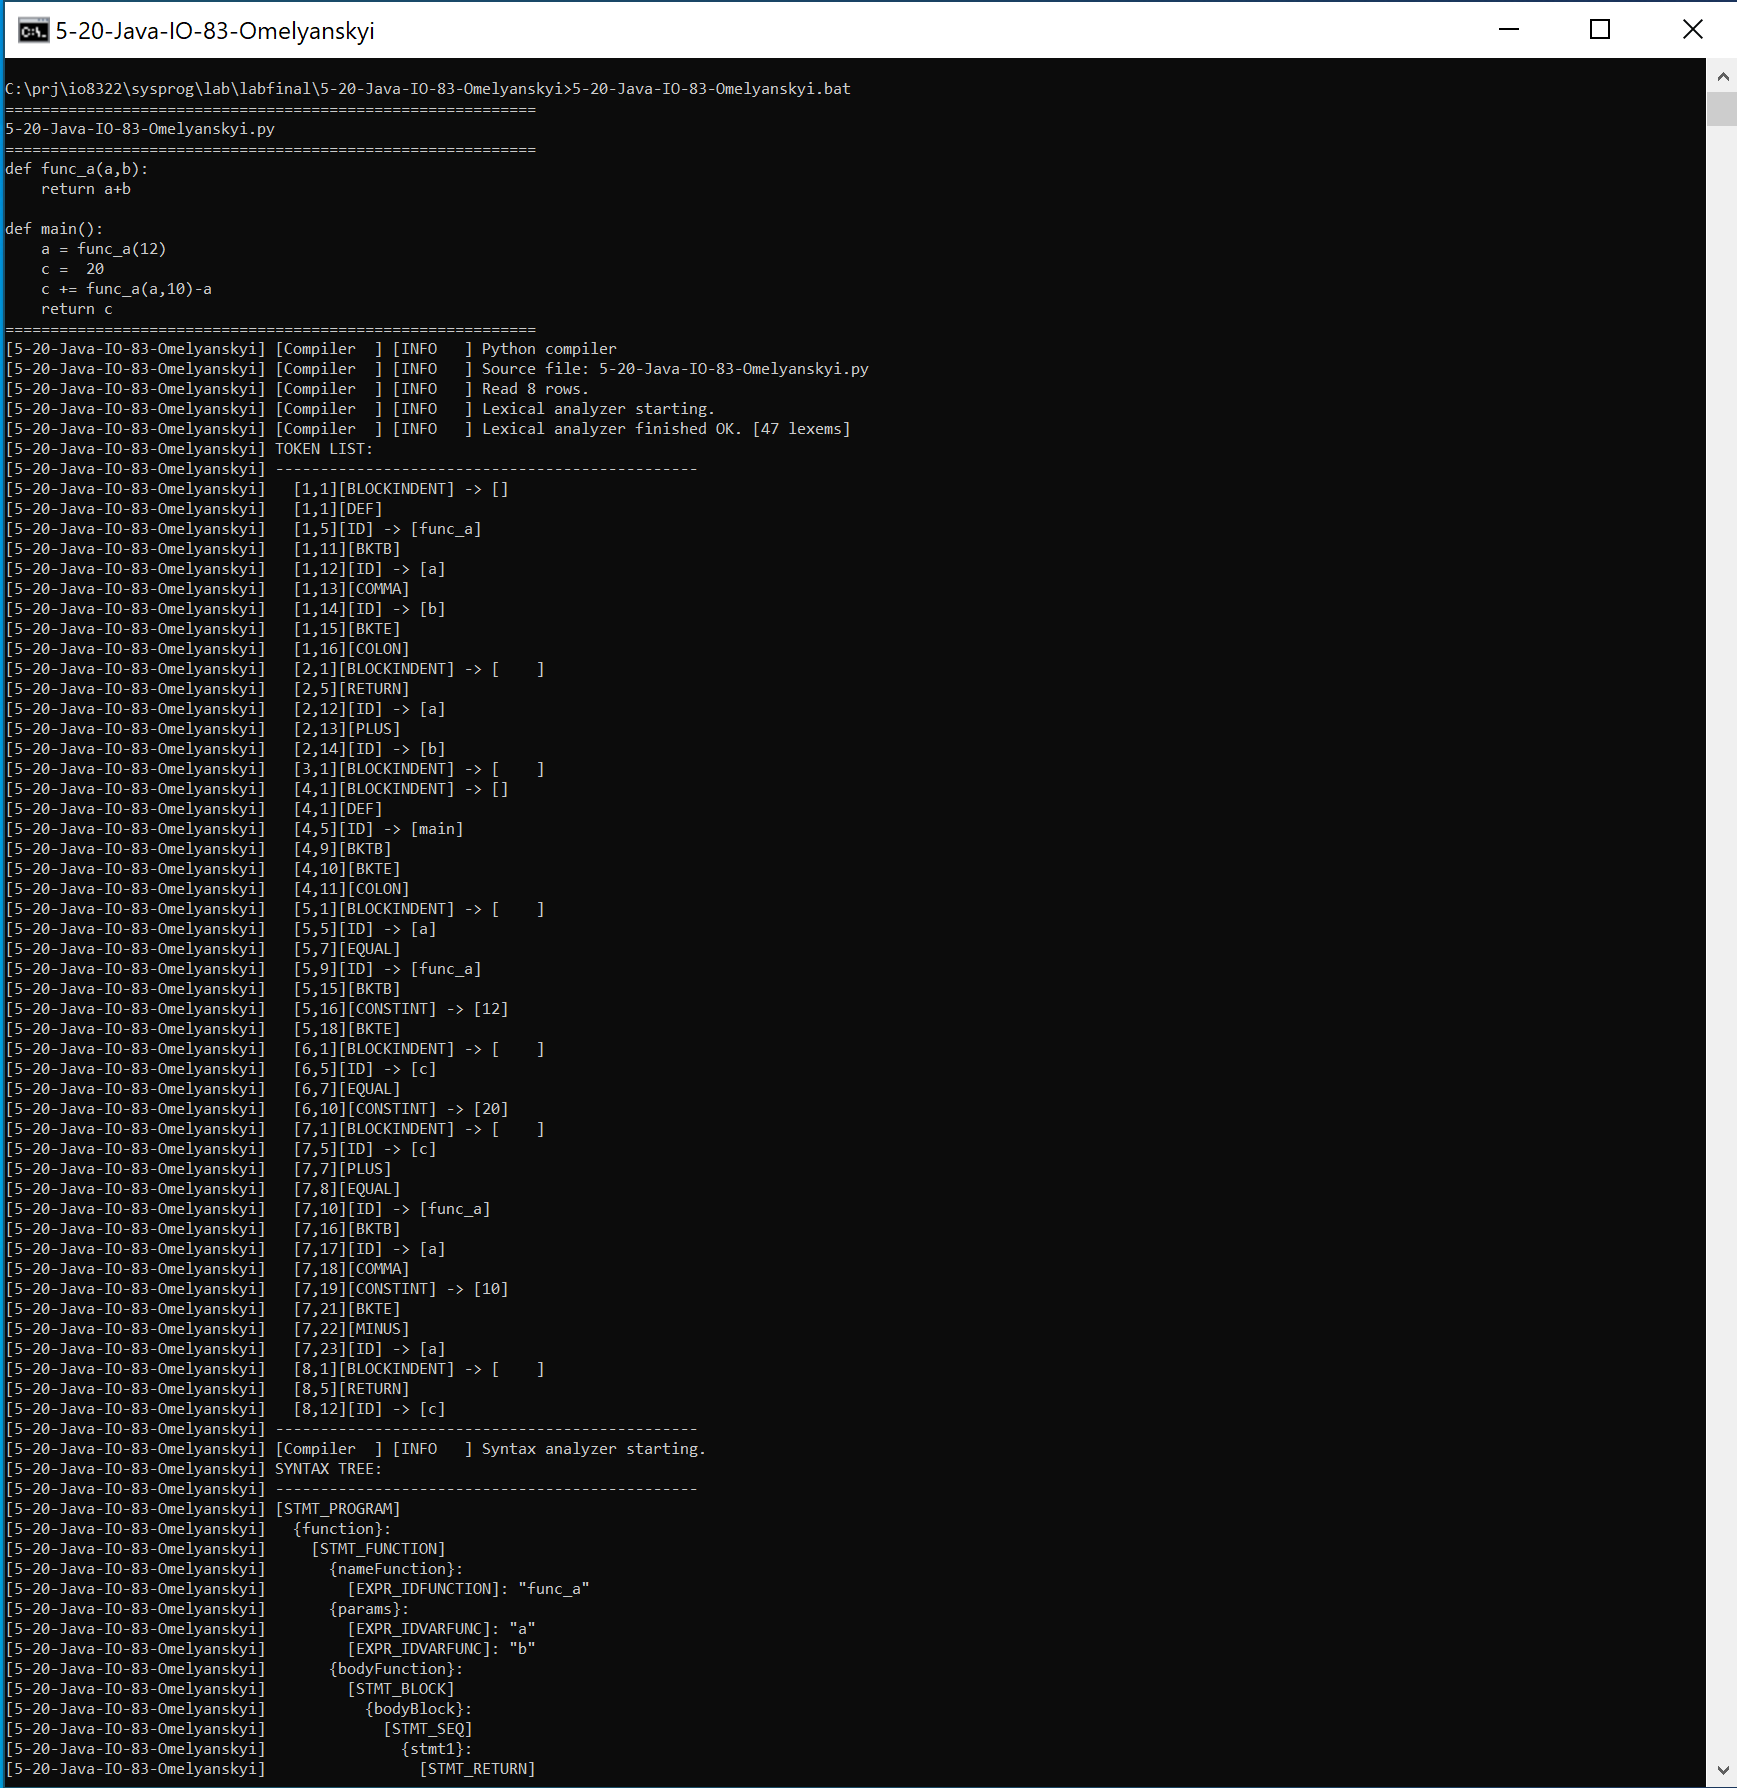 5-20-Java-IO-83-Omelyanskyi
C:\prj\io8322\sysprog\lab\labfinal\5-20-Java-IO-83-Omelyanskyi>5-20-Java-IO-83-Omelyanskyi.bat
===========================================================
5-20-Java-IO-83-Omelyanskyi.py
===========================================================
def func_a(a,b):
    return a+b
def main():
    a = func_a(12)
    c =  20
    c += func_a(a,10)-a
    return c
===========================================================
[5-20-Java-IO-83-Omelyanskyi] [Compiler  ] [INFO   ] Python compiler
[5-20-Java-IO-83-Omelyanskyi] [Compiler  ] [INFO   ] Source file: 5-20-Java-IO-83-Omelyanskyi.py
[5-20-Java-IO-83-Omelyanskyi] [Compiler  ] [INFO   ] Read 8 rows.
[5-20-Java-IO-83-Omelyanskyi] [Compiler  ] [INFO   ] Lexical analyzer starting.
[5-20-Java-IO-83-Omelyanskyi] [Compiler  ] [INFO   ] Lexical analyzer finished OK. [47 lexems]
[5-20-Java-IO-83-Omelyanskyi] TOKEN LIST:
[5-20-Java-IO-83-Omelyanskyi] -----------------------------------------------
[5-20-Java-IO-83-Omelyanskyi]   [1,1][BLOCKINDENT] -> []
[5-20-Java-IO-83-Omelyanskyi]   [1,1][DEF]
[5-20-Java-IO-83-Omelyanskyi]   [1,5][ID] -> [func_a]
[5-20-Java-IO-83-Omelyanskyi]   [1,11][BKTB]
[5-20-Java-IO-83-Omelyanskyi]   [1,12][ID] -> [a]
[5-20-Java-IO-83-Omelyanskyi]   [1,13][COMMA]
[5-20-Java-IO-83-Omelyanskyi]   [1,14][ID] -> [b]
[5-20-Java-IO-83-Omelyanskyi]   [1,15][BKTE]
[5-20-Java-IO-83-Omelyanskyi]   [1,16][COLON]
[5-20-Java-IO-83-Omelyanskyi]   [2,1][BLOCKINDENT] -> [    ]
[5-20-Java-IO-83-Omelyanskyi]   [2,5][RETURN]
[5-20-Java-IO-83-Omelyanskyi]   [2,12][ID] -> [a]
[5-20-Java-IO-83-Omelyanskyi]   [2,13][PLUS]
[5-20-Java-IO-83-Omelyanskyi]   [2,14][ID] -> [b]
[5-20-Java-IO-83-Omelyanskyi]   [3,1][BLOCKINDENT] -> [    ]
[5-20-Java-IO-83-Omelyanskyi]   [4,1][BLOCKINDENT] -> []
[5-20-Java-IO-83-Omelyanskyi]   [4,1][DEF]
[5-20-Java-IO-83-Omelyanskyi]   [4,5][ID] -> [main]
[5-20-Java-IO-83-Omelyanskyi]   [4,9][BKTB]
[5-20-Java-IO-83-Omelyanskyi]   [4,10][BKTE]
[5-20-Java-IO-83-Omelyanskyi]   [4,11][COLON]
[5-20-Java-IO-83-Omelyanskyi]   [5,1][BLOCKINDENT] -> [    ]
[5-20-Java-IO-83-Omelyanskyi]   [5,5][ID] -> [a]
[5-20-Java-IO-83-Omelyanskyi]   [5,7][EQUAL]
[5-20-Java-IO-83-Omelyanskyi]   [5,9][ID] -> [func_a]
[5-20-Java-IO-83-Omelyanskyi]   [5,15][BKTB]
[5-20-Java-IO-83-Omelyanskyi]   [5,16][CONSTINT] -> [12]
[5-20-Java-IO-83-Omelyanskyi]   [5,18][BKTE]
[5-20-Java-IO-83-Omelyanskyi]   [6,1][BLOCKINDENT] -> [    ]
[5-20-Java-IO-83-Omelyanskyi]   [6,5][ID] -> [c]
[5-20-Java-IO-83-Omelyanskyi]   [6,7][EQUAL]
[5-20-Java-IO-83-Omelyanskyi]   [6,10][CONSTINT] -> [20]
[5-20-Java-IO-83-Omelyanskyi]   [7,1][BLOCKINDENT] -> [    ]
[5-20-Java-IO-83-Omelyanskyi]   [7,5][ID] -> [c]
[5-20-Java-IO-83-Omelyanskyi]   [7,7][PLUS]
[5-20-Java-IO-83-Omelyanskyi]   [7,8][EQUAL]
[5-20-Java-IO-83-Omelyanskyi]   [7,10][ID] -> [func_a]
[5-20-Java-IO-83-Omelyanskyi]   [7,16][BKTB]
[5-20-Java-IO-83-Omelyanskyi]   [7,17][ID] -> [a]
[5-20-Java-IO-83-Omelyanskyi]   [7,18][COMMA]
[5-20-Java-IO-83-Omelyanskyi]   [7,19][CONSTINT] -> [10]
[5-20-Java-IO-83-Omelyanskyi]   [7,21][BKTE]
[5-20-Java-IO-83-Omelyanskyi]   [7,22][MINUS]
[5-20-Java-IO-83-Omelyanskyi]   [7,23][ID] -> [a]
[5-20-Java-IO-83-Omelyanskyi]   [8,1][BLOCKINDENT] -> [    ]
[5-20-Java-IO-83-Omelyanskyi]   [8,5][RETURN]
[5-20-Java-IO-83-Omelyanskyi]   [8,12][ID] -> [c]
[5-20-Java-IO-83-Omelyanskyi] -----------------------------------------------
[5-20-Java-IO-83-Omelyanskyi] [Compiler  ] [INFO   ] Syntax analyzer starting.
[5-20-Java-IO-83-Omelyanskyi] SYNTAX TREE:
[5-20-Java-IO-83-Omelyanskyi] -----------------------------------------------
[5-20-Java-IO-83-Omelyanskyi] [STMT_PROGRAM]
[5-20-Java-IO-83-Omelyanskyi]   {function}:
[5-20-Java-IO-83-Omelyanskyi]     [STMT_FUNCTION]
[5-20-Java-IO-83-Omelyanskyi]       {nameFunction}:
[5-20-Java-IO-83-Omelyanskyi]         [EXPR_IDFUNCTION]: "func_a"
[5-20-Java-IO-83-Omelyanskyi]       {params}:
[5-20-Java-IO-83-Omelyanskyi]         [EXPR_IDVARFUNC]: "a"
[5-20-Java-IO-83-Omelyanskyi]         [EXPR_IDVARFUNC]: "b"
[5-20-Java-IO-83-Omelyanskyi]       {bodyFunction}:
[5-20-Java-IO-83-Omelyanskyi]         [STMT_BLOCK]
[5-20-Java-IO-83-Omelyanskyi]           {bodyBlock}:
[5-20-Java-IO-83-Omelyanskyi]             [STMT_SEQ]
[5-20-Java-IO-83-Omelyanskyi]               {stmt1}:
[5-20-Java-IO-83-Omelyanskyi]                 [STMT_RETURN]